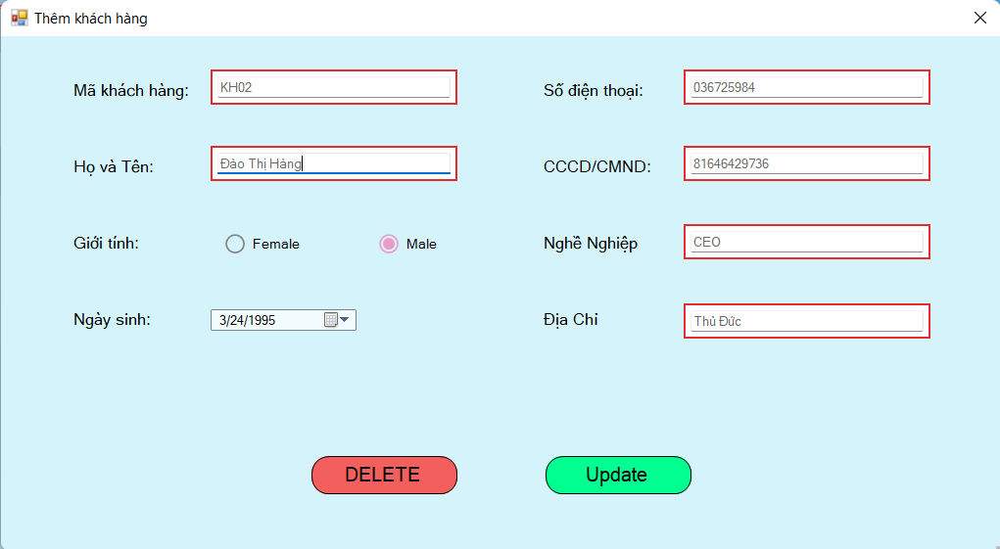 Thêm khách hàng
Mã khách hàng: KH02
Số điện thoại: 036725984
Họ và Tên: Đào Thị Hàng
CCCD/CMND: 81646429736
Giới tính: Female Male
Nghề Nghiệp CEO
Ngày sinh: 3/24/1995
Địa Chỉ Thủ Đức
DELETE Update